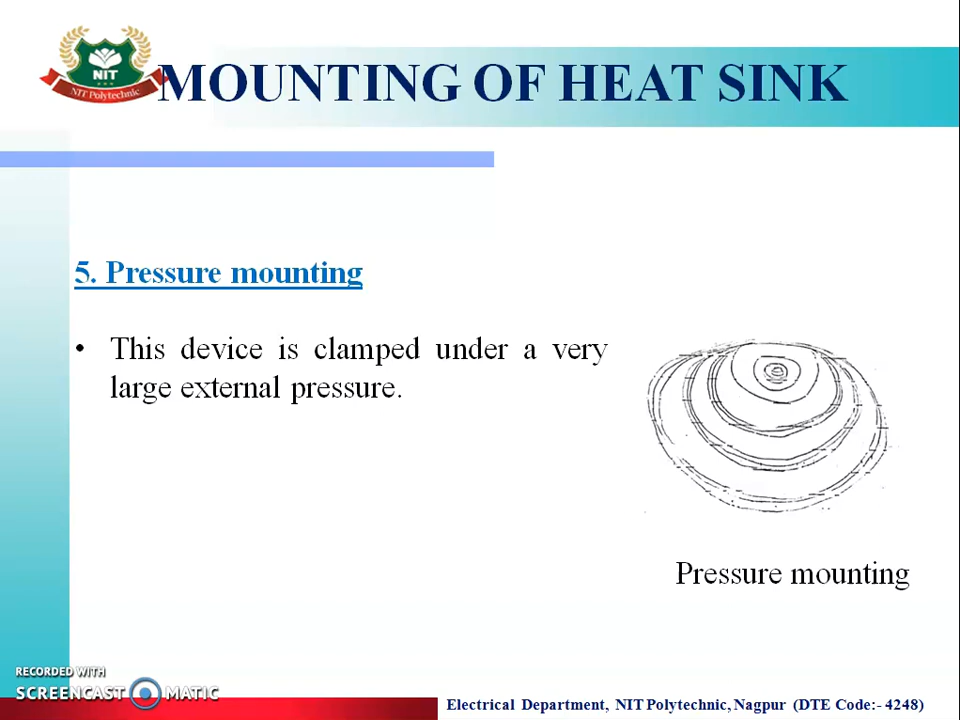 NIT
NIT Polytechnic
MOUNTING OF HEAT SINK
5. Pressure mounting
• This device is clamped under a very
large external pressure.
Pressure mounting
RECORDED WITH
SCREENCAST MATIC
Electrical Department, NIT Polytechnic, Nagpur (DTE Code:- 4248)